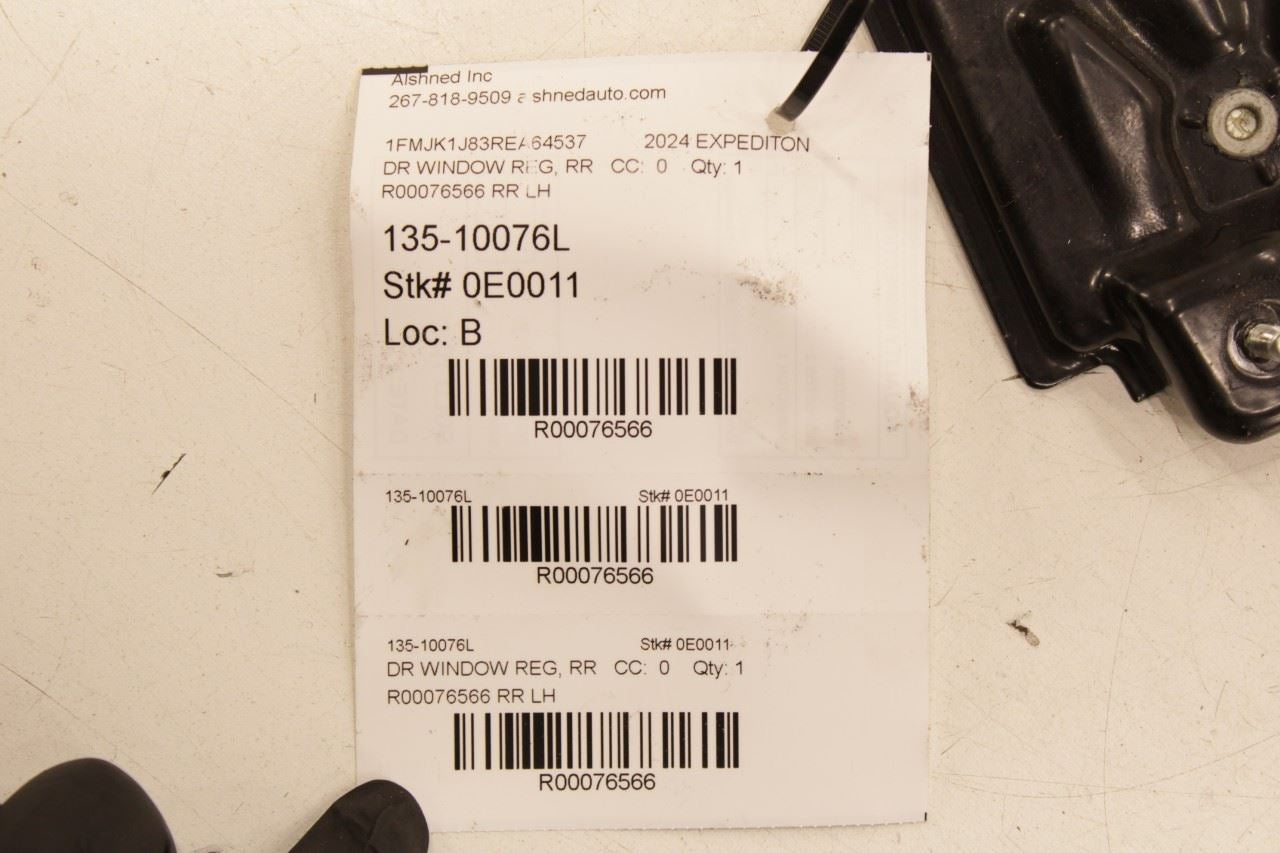 Alshned Inc
267-818-9509 a shnedauto.com
1FMJK1J83REA64537 2024 EXPEDITON
DR WINDOW REG, RR CC: 0 Qty: 1
R00076566 RR LH
135-10076L
Stk# 0E0011
Loc: B
R00076566
135-10076L Stk# 0E0011
R00076566
135-10076L Stk# 0E0011
DR WINDOW REG, RR CC: 0 Qty: 1
R00076566 RR LH
R00076566